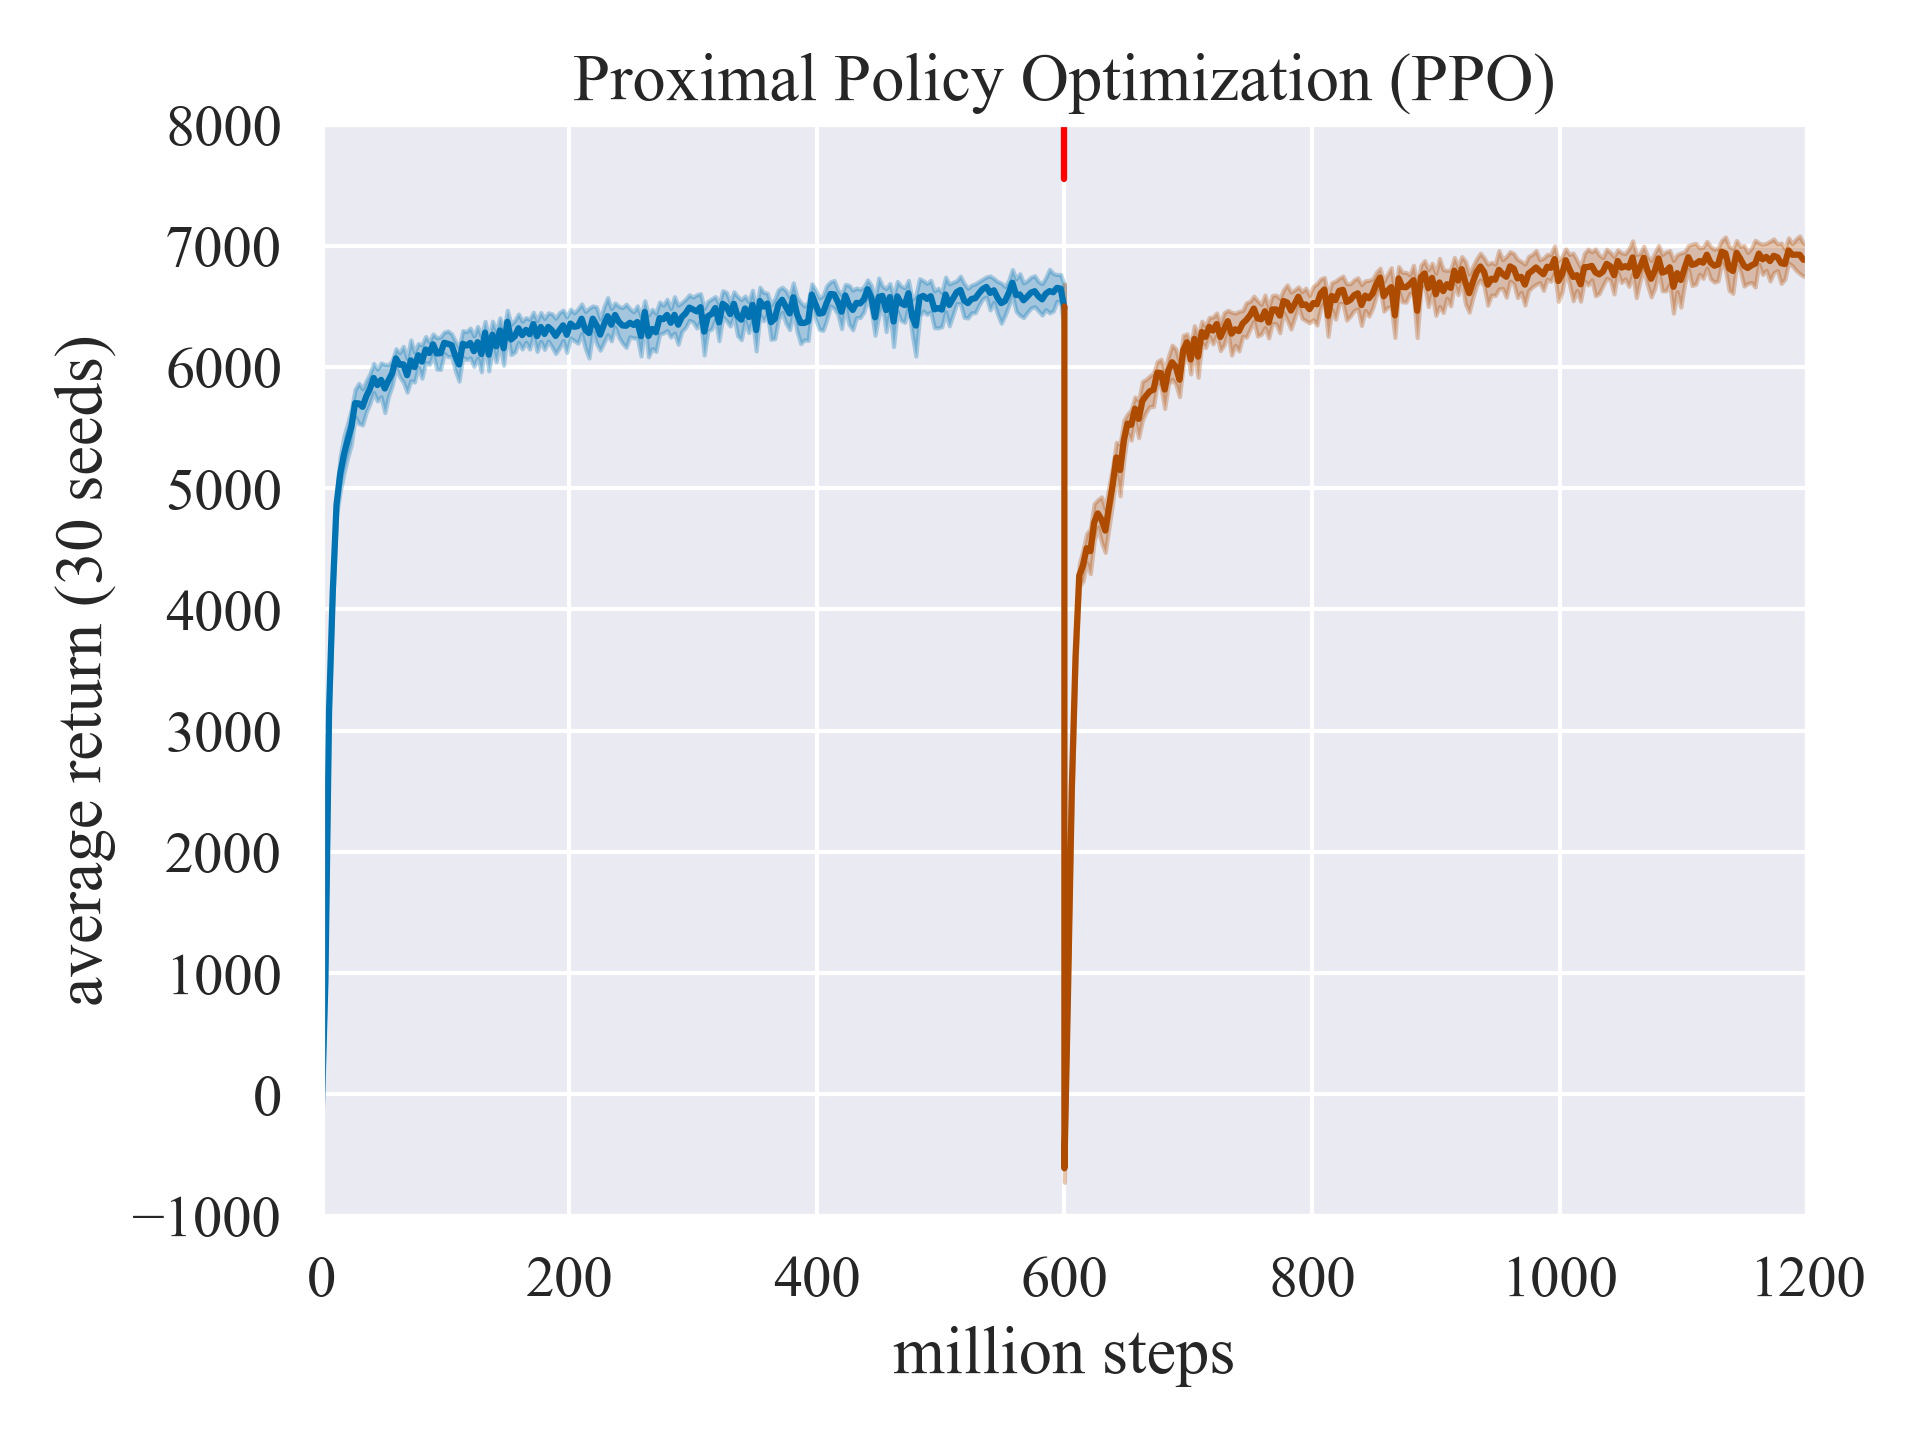 Proximal Policy Optimization (PPO)
8000
7000
6000
5000
4000
3000
2000
1000
0
−1000
average return (30 seeds)
0 200 400 600 800 1000 1200
million steps